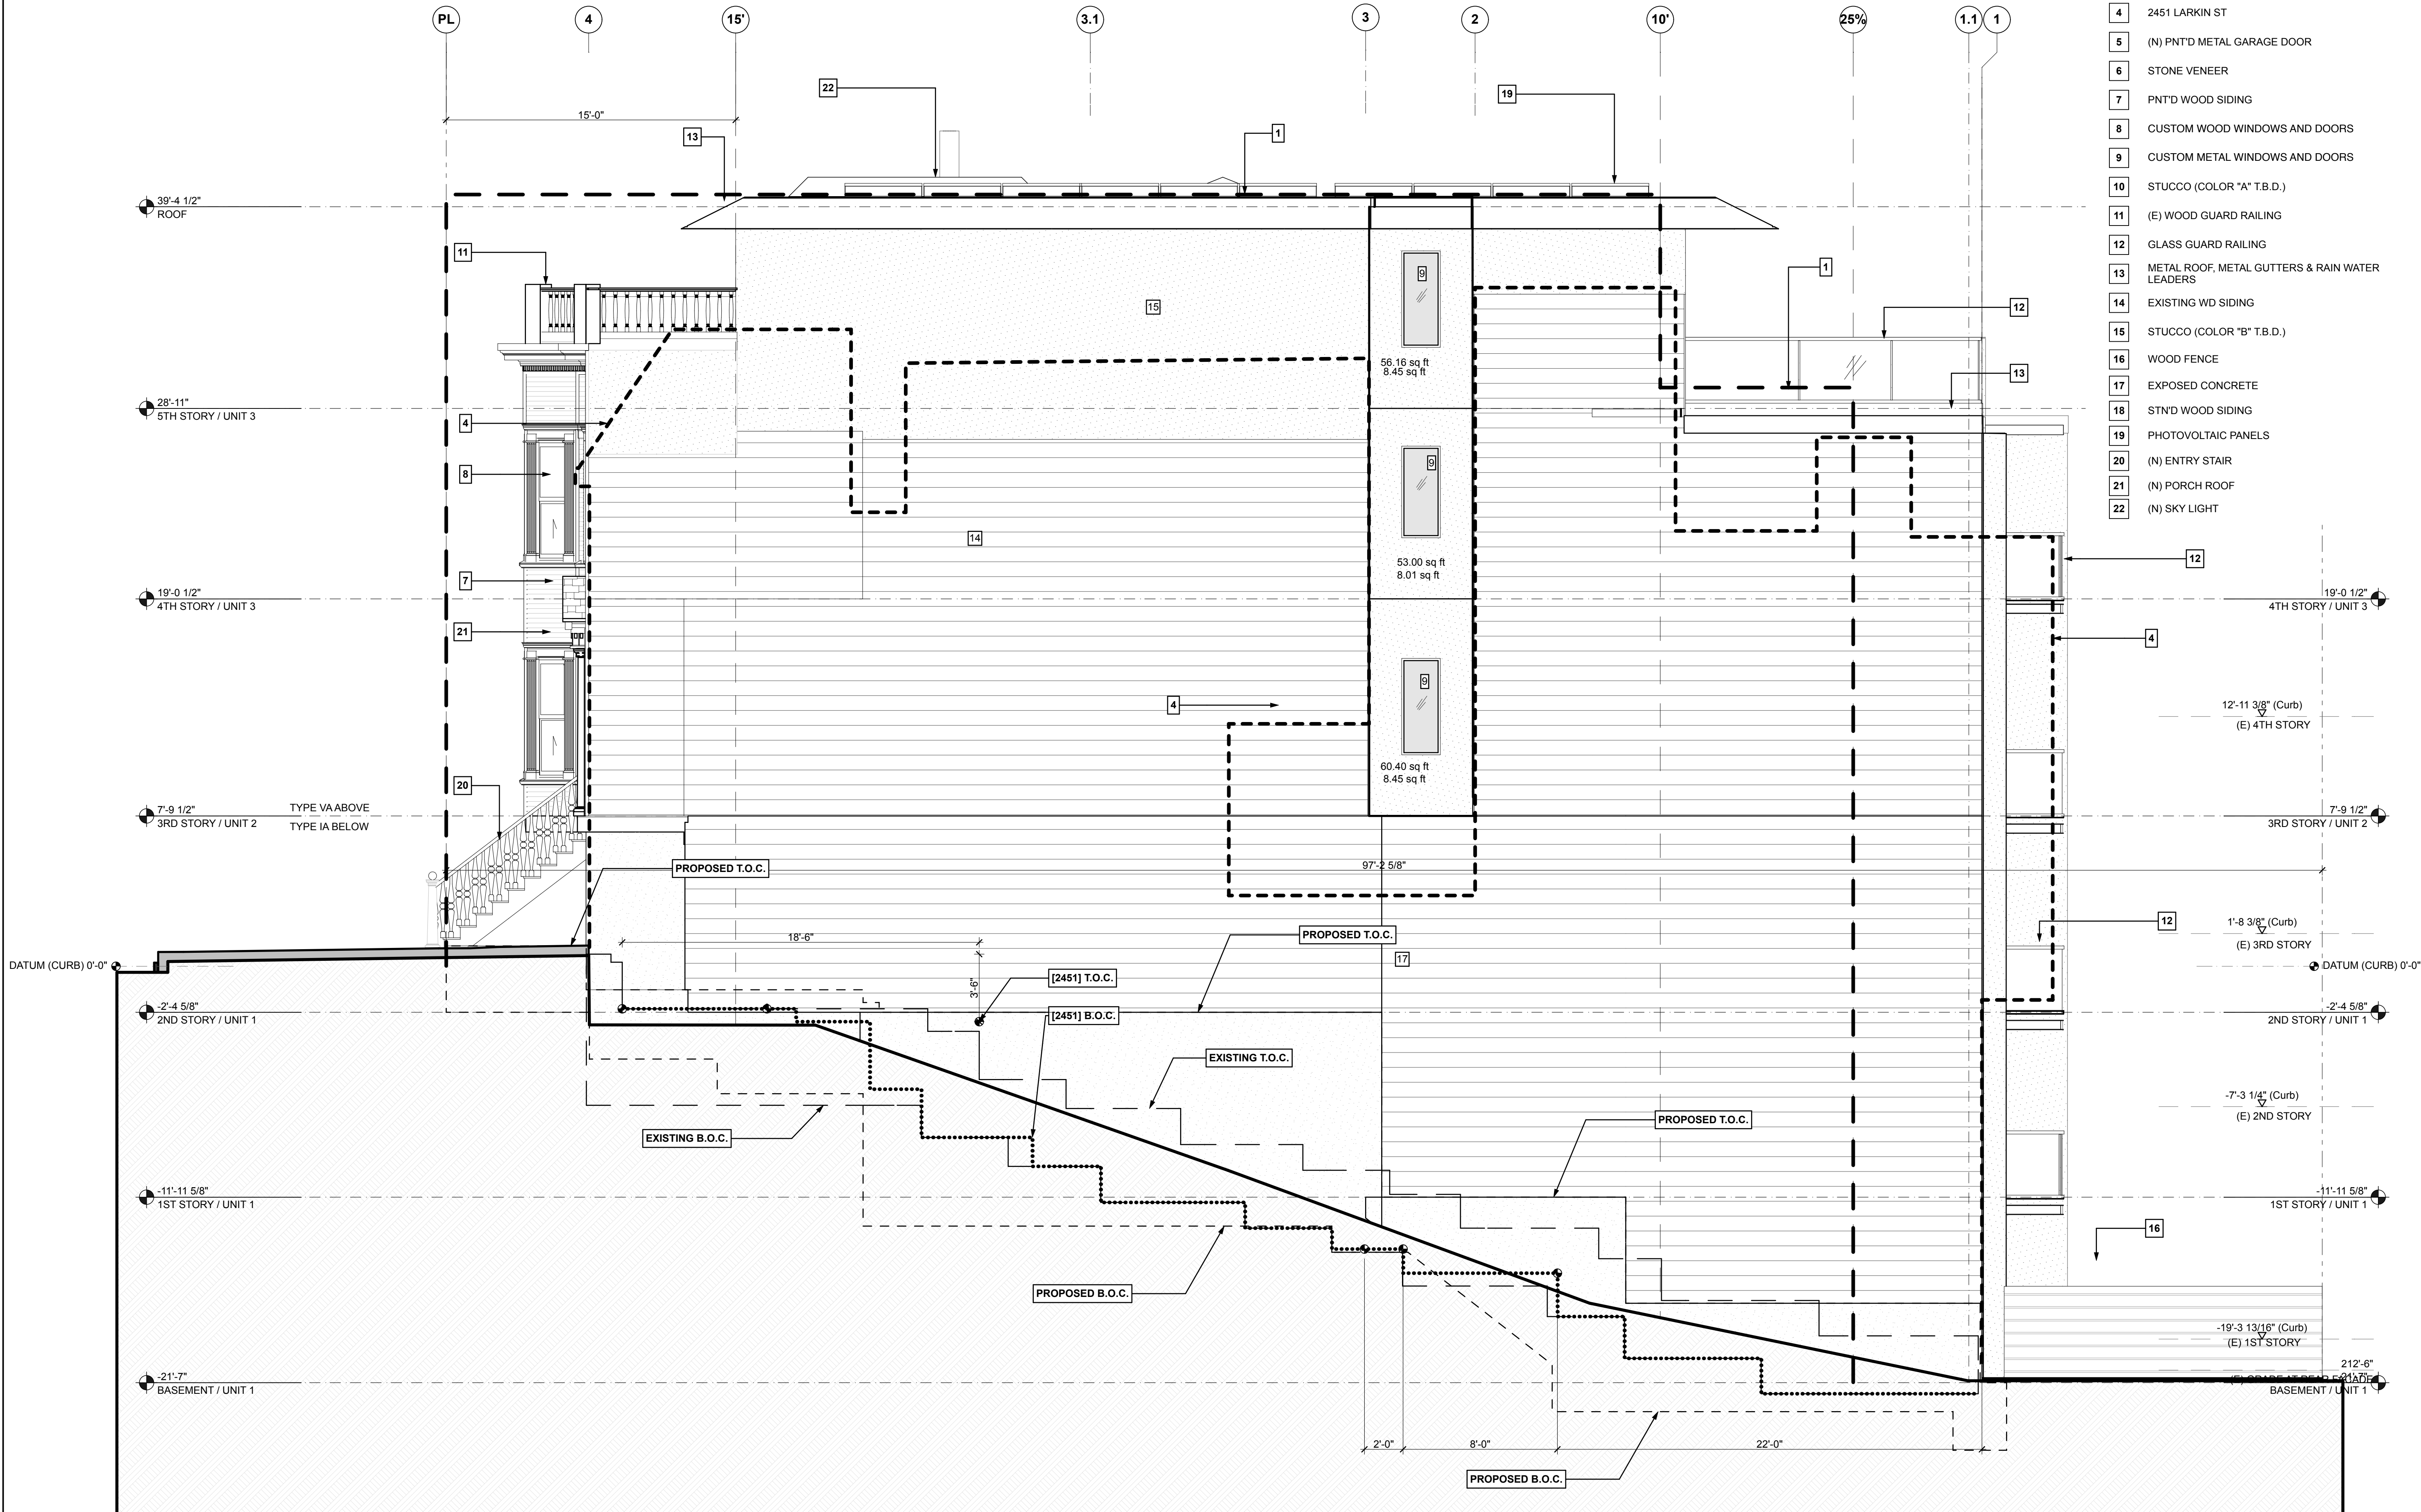 PL
4
15'
3.1
3
2
10'
25%
1.1
1
4 2451 LARKIN ST
5 (N) PNT'D METAL GARAGE DOOR
6 STONE VENEER
7 PNT'D WOOD SIDING
8 CUSTOM WOOD WINDOWS AND DOORS
9 CUSTOM METAL WINDOWS AND DOORS
10 STUCCO (COLOR "A" T.B.D.)
11 (E) WOOD GUARD RAILING
12 GLASS GUARD RAILING
13 METAL ROOF, METAL GUTTERS & RAIN WATER
LEADERS
14 EXISTING WD SIDING
15 STUCCO (COLOR "B" T.B.D.)
16 WOOD FENCE
17 EXPOSED CONCRETE
18 STN'D WOOD SIDING
19 PHOTOVOLTAIC PANELS
20 (N) ENTRY STAIR
21 (N) PORCH ROOF
22 (N) SKY LIGHT
22
19
15'-0"
13
1
39'-4 1/2"
ROOF
11
1
9
15
12
56.16 sq ft
8.45 sq ft
13
28'-11"
5TH STORY / UNIT 3
4
8
9
14
12
53.00 sq ft
8.01 sq ft
7
19'-0 1/2"
4TH STORY / UNIT 3
19'-0 1/2"
4TH STORY / UNIT 3
21
4
9
4
12'-11 3/8" (Curb)
(E) 4TH STORY
60.40 sq ft
8.45 sq ft
20
7'-9 1/2"
3RD STORY / UNIT 2
TYPE VA ABOVE
TYPE IA BELOW
7'-9 1/2"
3RD STORY / UNIT 2
PROPOSED T.O.C.
97'-2 5/8"
12
1'-8 3/8" (Curb)
(E) 3RD STORY
18'-6"
PROPOSED T.O.C.
17
DATUM (CURB) 0'-0"
DATUM (CURB) 0'-0"
[2451] T.O.C.
3'-6"
-2'-4 5/8"
2ND STORY / UNIT 1
[2451] B.O.C.
-2'-4 5/8"
2ND STORY / UNIT 1
EXISTING T.O.C.
-7'-3 1/4" (Curb)
(E) 2ND STORY
EXISTING B.O.C.
PROPOSED T.O.C.
-11'-11 5/8"
1ST STORY / UNIT 1
-11'-11 5/8"
1ST STORY / UNIT 1
16
PROPOSED B.O.C.
-19'-3 13/16" (Curb)
(E) 1ST STORY
212'-6"
(E) GRADE AT REAR FACADE
-21'-7"
BASEMENT / UNIT 1
-21'-7"
BASEMENT / UNIT 1
2'-0"
8'-0"
22'-0"
PROPOSED B.O.C.